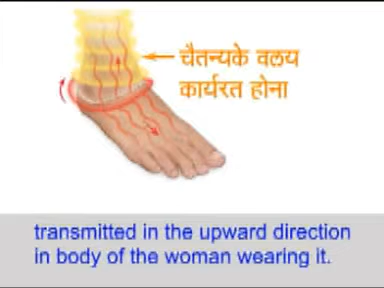 चैतन्यके वलय
कार्यरत होना
transmitted in the upward direction
in body of the woman wearing it.